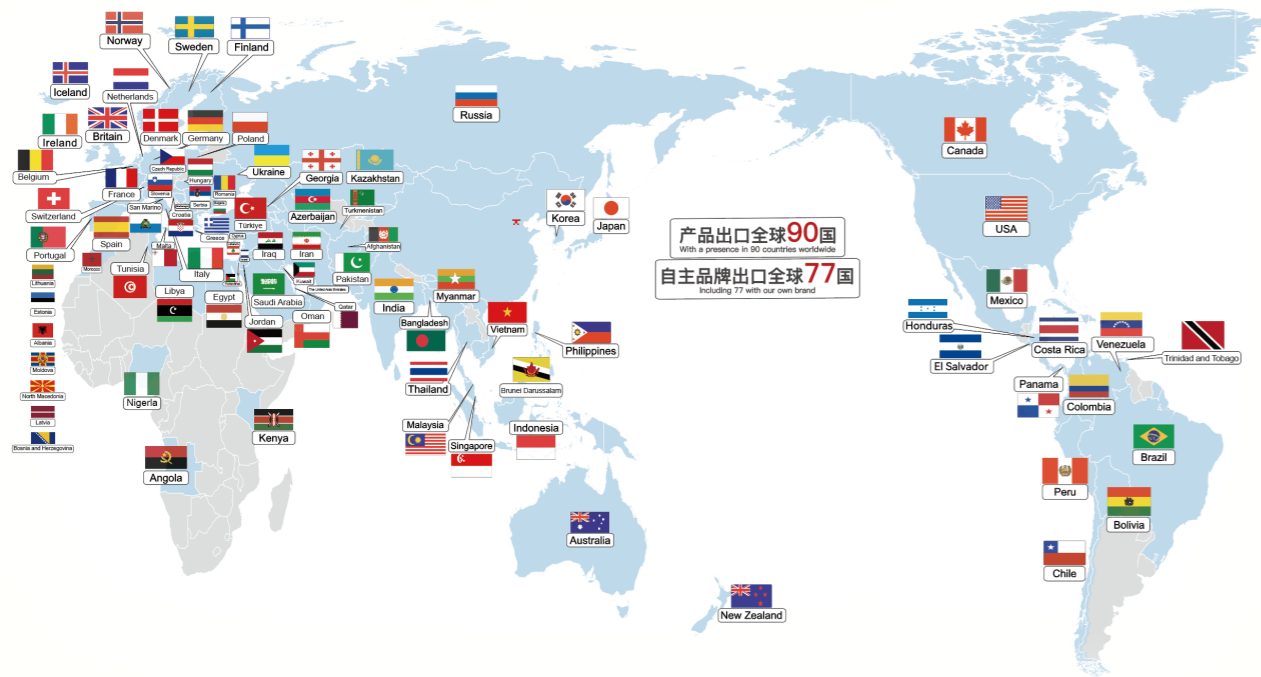 Norway
Sweden
Finland
Iceland
Netherlands
Russia
Ireland
Britain
Denmark
Germany
Poland
Canada
Belgium
Czech Republic
Hungary
Ukraine
Georgia
Kazakhstan
France
Slovenia
Romania
Switzerland
San Marino
Serbia
Croatia
Türkiye
Azerbaijan
Turkmenistan
Korea
Japan
USA
产品出口全球90国
With a presence in 90 countries worldwide
自主品牌出口全球77国
Including 77 with our own brand
Portugal
Spain
Malta
Greece
Iraq
Iran
Afghanistan
Morocco
Tunisia
Italy
Kuwait
Pakistan
Lithuania
Libya
Egypt
Saudi Arabia
The United Arab Emirates
Qatar
India
Myanmar
Mexico
Estonia
Jordan
Oman
Bangladesh
Vietnam
Philippines
Honduras
Costa Rica
Venezuela
Trinidad and Tobago
El Salvador
Albania
Moldova
North Macedonia
Latvia
Bosnia and Herzegovina
Nigerla
Thailand
Brunei Darussalam
Panama
Colombia
Kenya
Malaysia
Singapore
Indonesia
Angola
Brazil
Peru
Bolivia
Australia
Chile
New Zealand